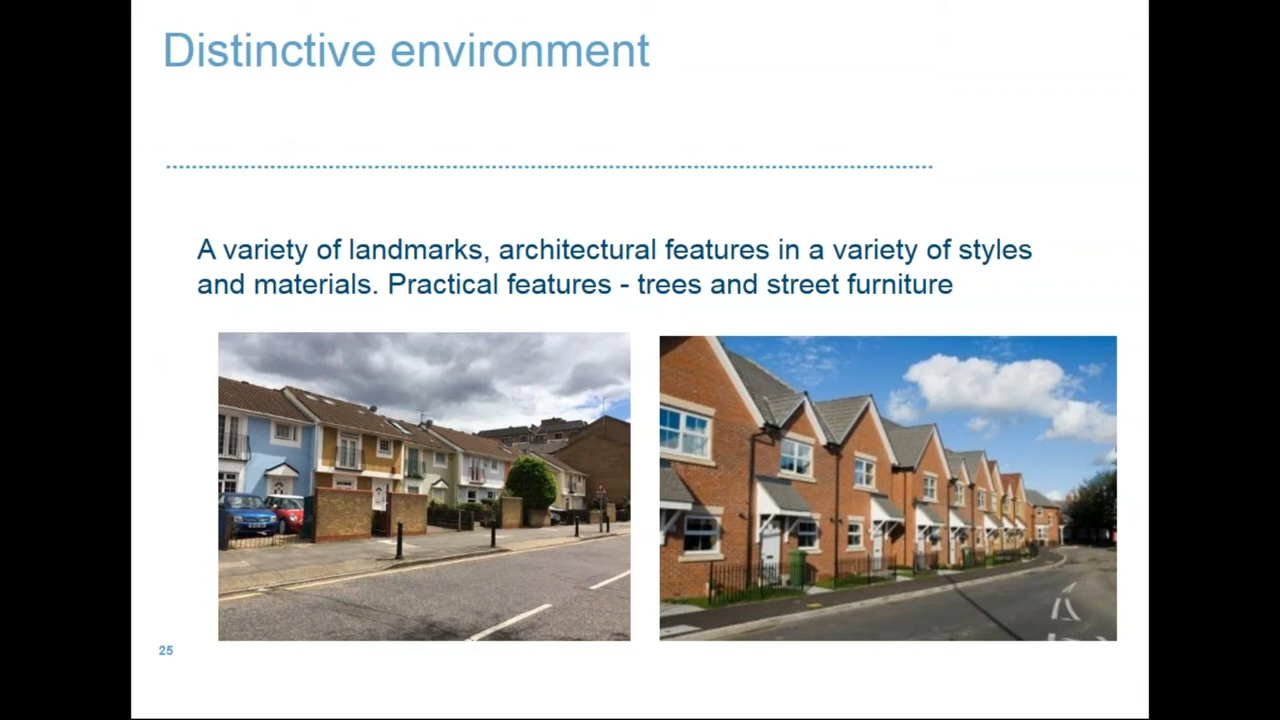 Distinctive environment
A variety of landmarks, architectural features in a variety of styles
and materials. Practical features - trees and street furniture
25